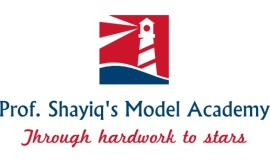 Prof. Shayiq's Model Academy
Through hardwork to stars